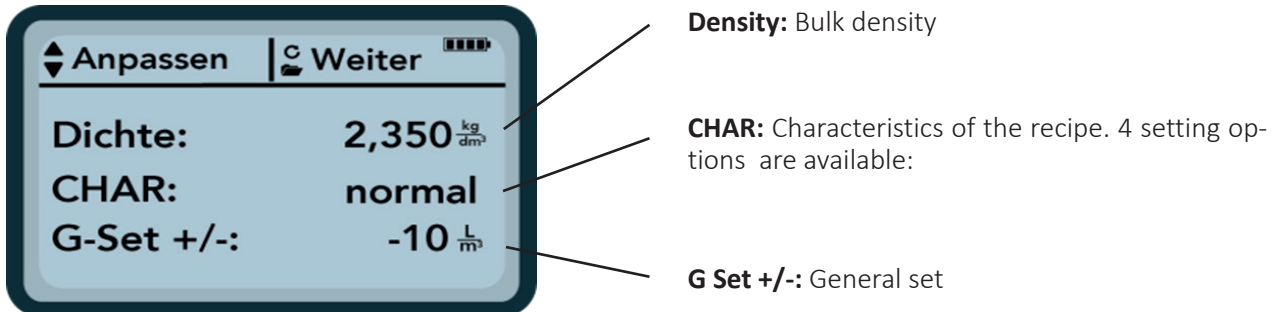 Anpassen Weiter
Dichte: 2,350 kg/dm³
CHAR: normal
G-Set +/-: -10 L/m³
Density: Bulk density
CHAR: Characteristics of the recipe. 4 setting op-
tions are available:
G Set +/-: General set